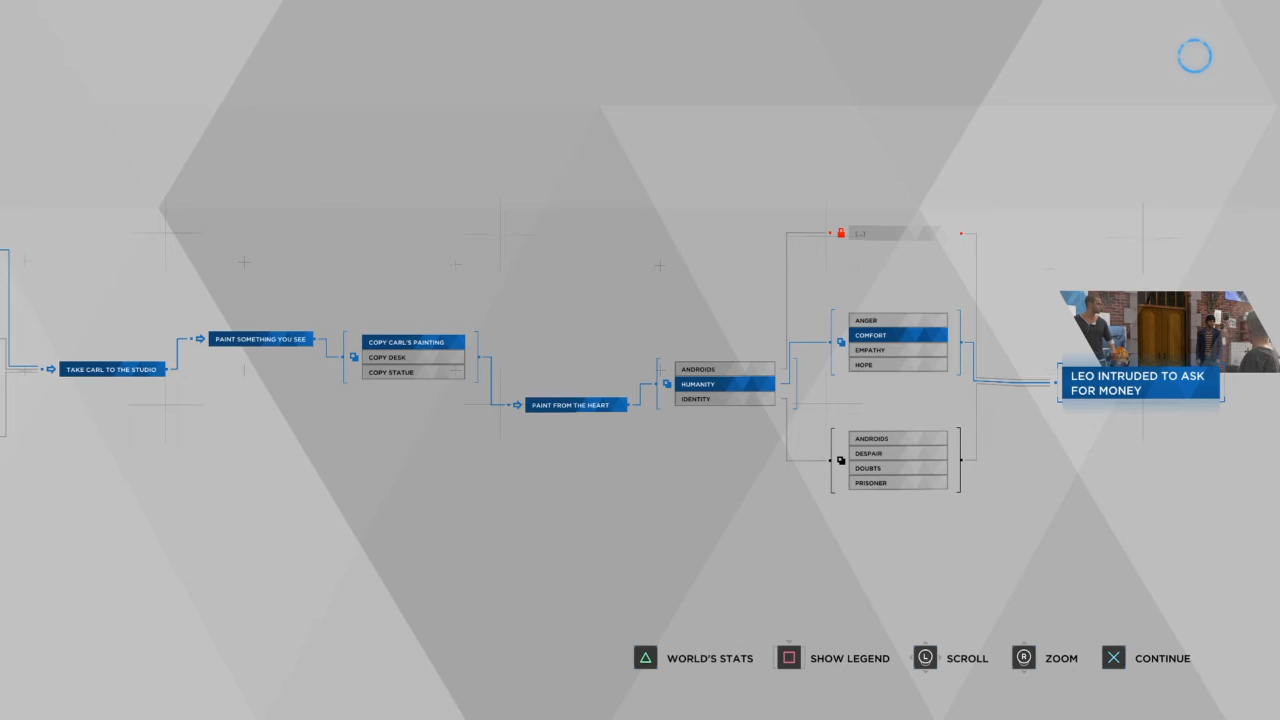 TAKE CARL TO THE STUDIO
PAINT SOMETHING YOU SEE
COPY CARL'S PAINTING
COPY DESK
COPY STATUE
PAINT FROM THE HEART
ANDROIDS
HUMANITY
IDENTITY
[...]
ANGER
COMFORT
EMPATHY
HOPE
ANDROIDS
DESPAIR
DOUBTS
PRISONER
LEO INTRUDED TO ASK
FOR MONEY
WORLD'S STATS
SHOW LEGEND
L
SCROLL
R
ZOOM
CONTINUE